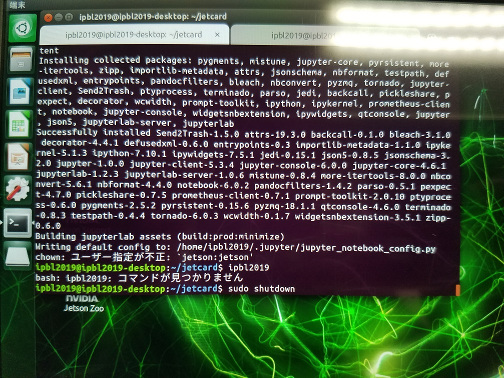 端末
ipbl2019@ipbl2019-desktop: ~/jetcard
ipbl2019@ipbl2019-desktop: ~/jetcard
tent
Installing collected packages: pygments, mistune, jupyter-core, pyrsistent, more
-itertools, zipp, importlib-metadata, attrs, jsonschema, nbformat, testpath, def
usedxml, entrypoints, pandocfilters, bleach, nbconvert, pyzmq, tornado, jupyter-
client, Send2Trash, ptyprocess, terminado, parso, jedi, backcall, pickleshare, p
expect, decorator, wcwidth, prompt-toolkit, ipython, ipykernel, prometheus-clien
t, notebook, jupyter-console, widgetsnbextension, ipywidgets, qtconsole, jupyter
, json5, jupyterlab-server, jupyterlab
Successfully installed Send2Trash-1.5.0 attrs-19.3.0 backcall-0.1.0 bleach-3.1.0
 decorator-4.4.1 defusedxml-0.6.0 entrypoints-0.3 importlib-metadata-1.1.0 ipyke
rnel-5.1.3 ipython-7.10.1 ipywidgets-7.5.1 jedi-0.15.1 json5-0.8.5 jsonschema-3.
2.0 jupyter-1.0.0 jupyter-client-5.3.4 jupyter-console-6.0.0 jupyter-core-4.6.1
jupyterlab-1.2.3 jupyterlab-server-1.0.6 mistune-0.8.4 more-itertools-8.0.0 nbco
nvert-5.6.1 nbformat-4.4.0 notebook-6.0.2 pandocfilters-1.4.2 parso-0.5.1 pexpec
t-4.7.0 pickleshare-0.7.5 prometheus-client-0.7.1 prompt-toolkit-2.0.10 ptyproce
ss-0.6.0 pygments-2.5.2 pyrsistent-0.15.6 pyzmq-18.1.1 qtconsole-4.6.0 terminado
-0.8.3 testpath-0.4.4 tornado-6.0.3 wcwidth-0.1.7 widgetsnbextension-3.5.1 zipp-
0.6.0
Building jupyterlab assets (build:prod:minimize)
Writing default config to: /home/ipbl2019/.jupyter/jupyter_notebook_config.py
chown: ユーザー指定が不正: `jetson:jetson'
ipbl2019@ipbl2019-desktop:~/jetcard$ ipbl2019
bash: ipbl2019: コマンドが見つかりません
ipbl2019@ipbl2019-desktop:~/jetcard$ sudo shutdown
NVIDIA
Jetson Zoo